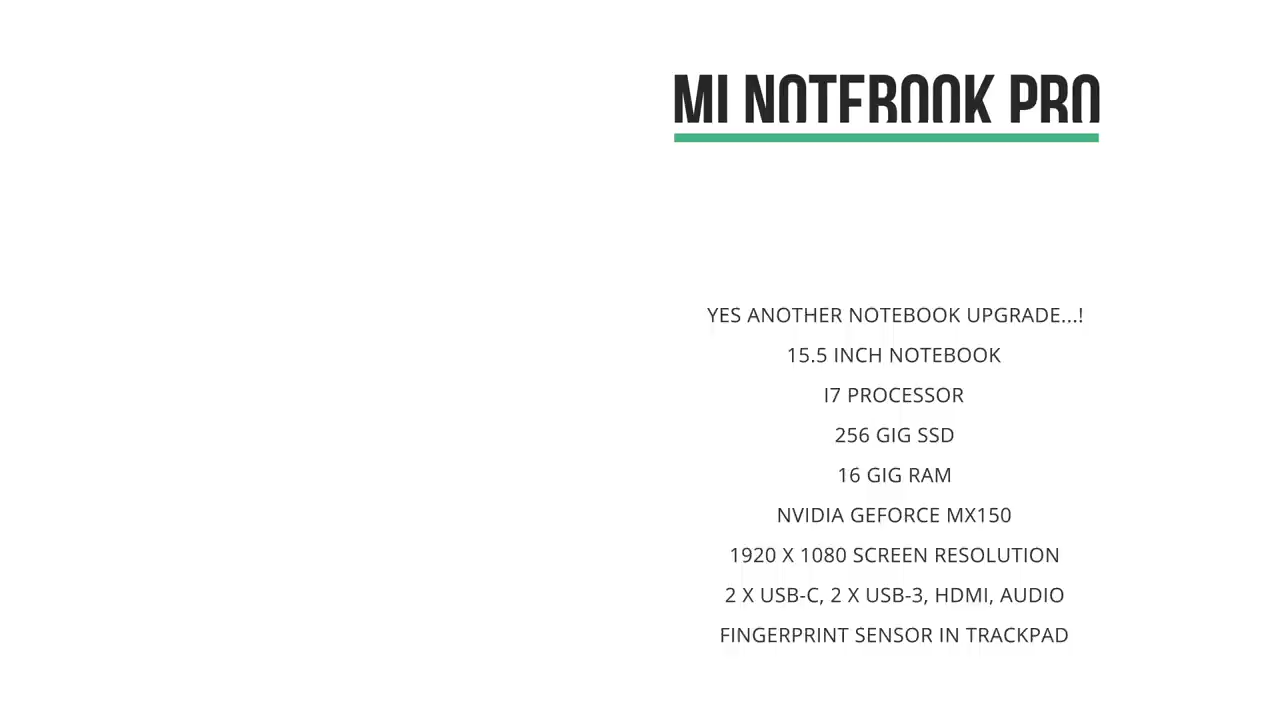 MI NOTEBOOK PRO
YES ANOTHER NOTEBOOK UPGRADE...!
15.5 INCH NOTEBOOK
I7 PROCESSOR
256 GIG SSD
16 GIG RAM
NVIDIA GEFORCE MX150
1920 X 1080 SCREEN RESOLUTION
2 X USB-C, 2 X USB-3, HDMI, AUDIO
FINGERPRINT SENSOR IN TRACKPAD